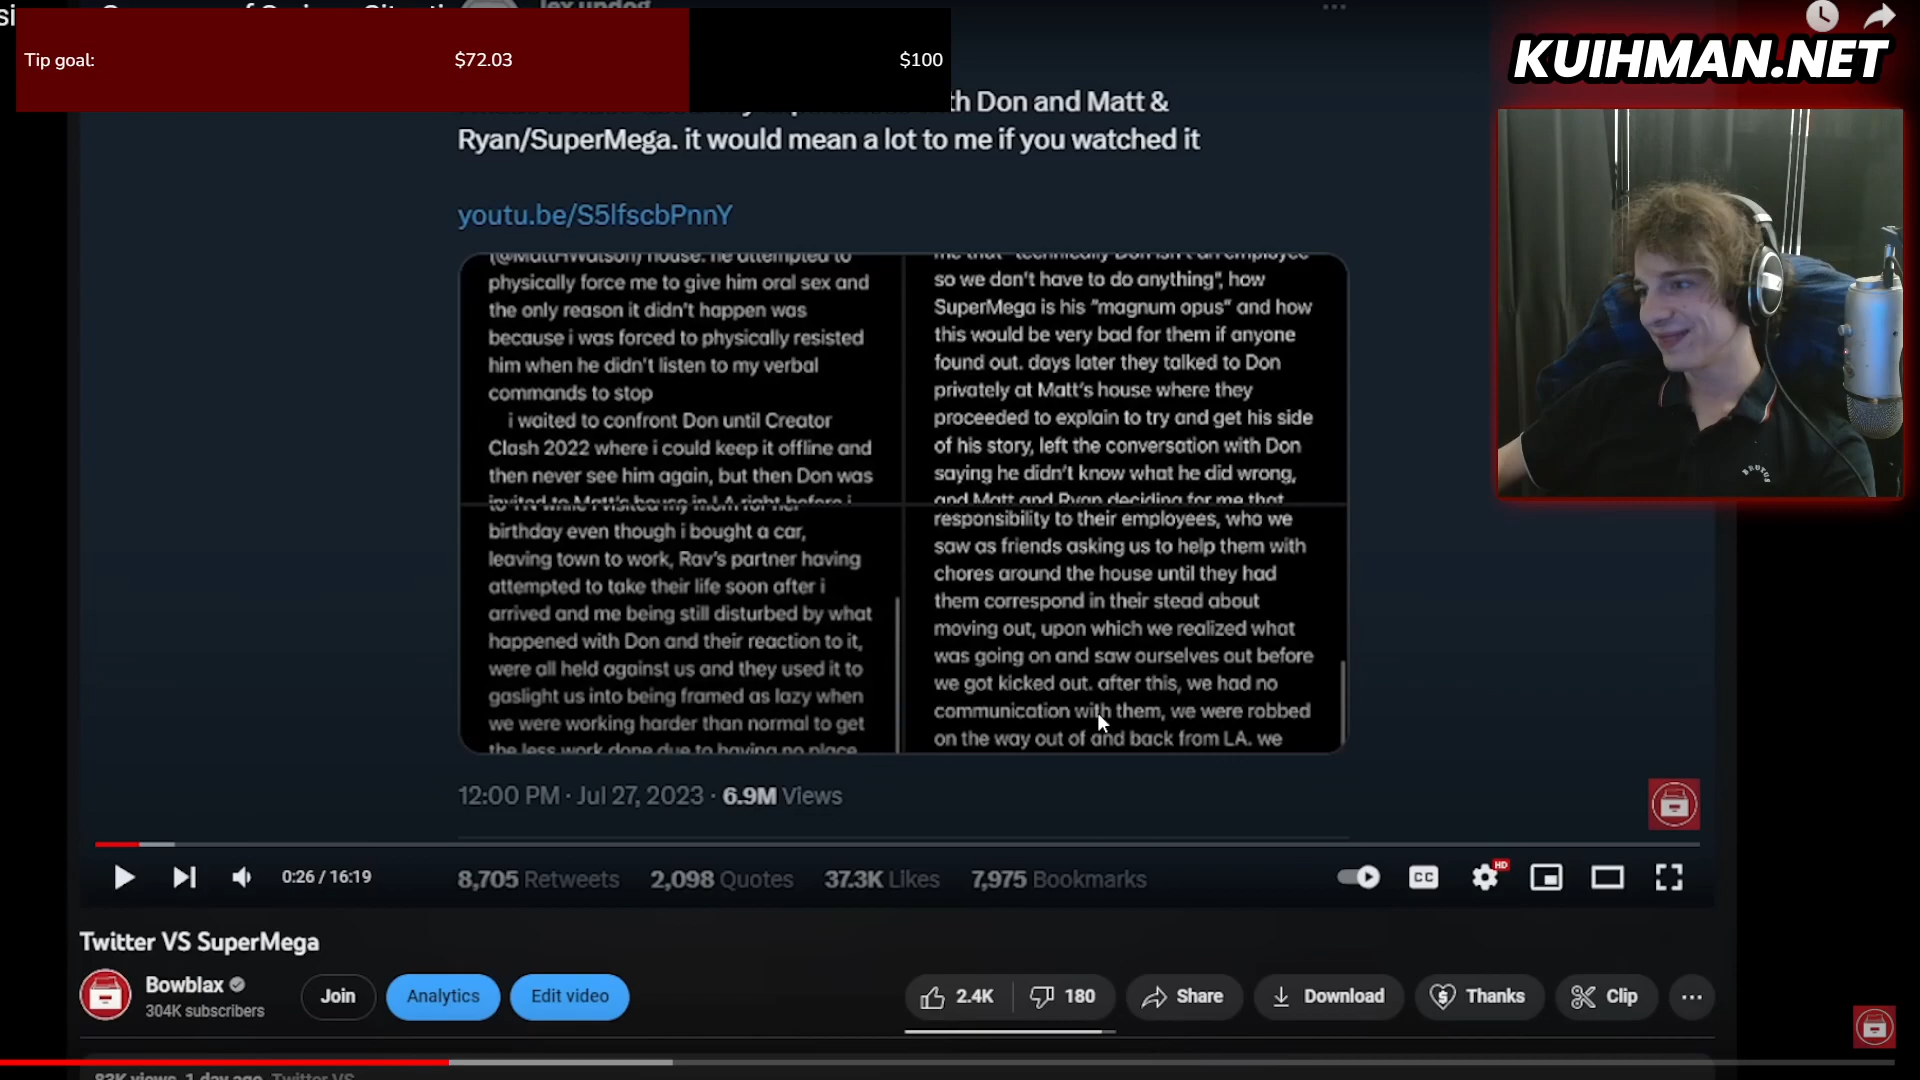 Tip goal:
$72.03
$100
KUIHMAN.NET
th Don and Matt &
Ryan/SuperMega. it would mean a lot to me if you watched it
youtu.be/S5lfscbPnnY
(@MattHWatson) house. he attempted to
physically force me to give him oral sex and
the only reason it didn't happen was
because i was forced to physically resisted
him when he didn't listen to my verbal
commands to stop
i waited to confront Don until Creator
Clash 2022 where i could keep it offline and
then never see him again, but then Don was
invited to Matt's house in LA right before i
me that "technically Don isn't an employee
so we don't have to do anything", how
SuperMega is his "magnum opus" and how
this would be very bad for them if anyone
found out. days later they talked to Don
privately at Matt's house where they
proceeded to explain to try and get his side
of his story, left the conversation with Don
saying he didn't know what he did wrong,
and Matt and Ryan deciding for me that
to TN while i visited my mom for her
birthday even though i bought a car,
leaving town to work, Rav's partner having
attempted to take their life soon after i
arrived and me being still disturbed by what
happened with Don and their reaction to it,
were all held against us and they used it to
gaslight us into being framed as lazy when
we were working harder than normal to get
the less work done due to having no place
responsibility to their employees, who we
saw as friends asking us to help them with
chores around the house until they had
them correspond in their stead about
moving out, upon which we realized what
was going on and saw ourselves out before
we got kicked out. after this, we had no
communication with them, we were robbed
on the way out of and back from LA. we
12:00 PM · Jul 27, 2023 · 6.9M Views
0:26 / 16:19
8,705 Retweets 2,098 Quotes 37.3K Likes 7,975 Bookmarks
CC
HD
Twitter VS SuperMega
Bowblax
304K subscribers
Join
Analytics
Edit video
2.4K
180
Share
Download
Thanks
Clip
83K views 1 day ago Twitter VS